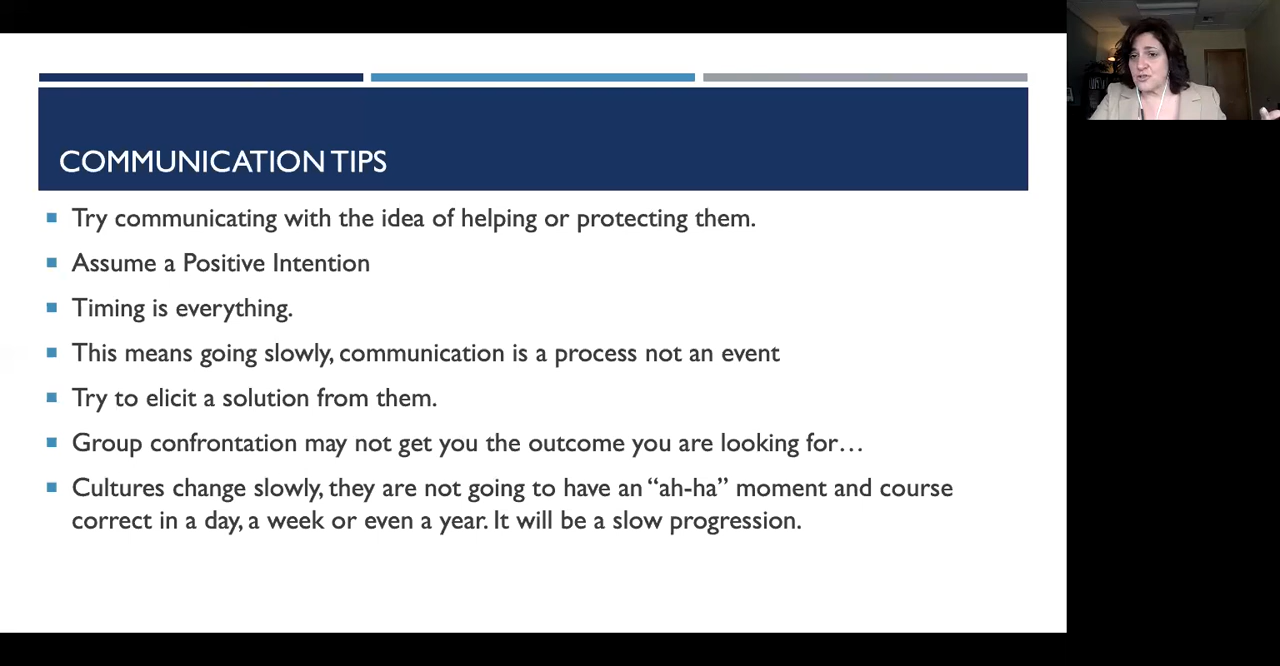 COMMUNICATION TIPS
Try communicating with the idea of helping or protecting them.
Assume a Positive Intention
Timing is everything.
This means going slowly, communication is a process not an event
Try to elicit a solution from them.
Group confrontation may not get you the outcome you are looking for…
Cultures change slowly, they are not going to have an “ah-ha” moment and course
correct in a day, a week or even a year. It will be a slow progression.